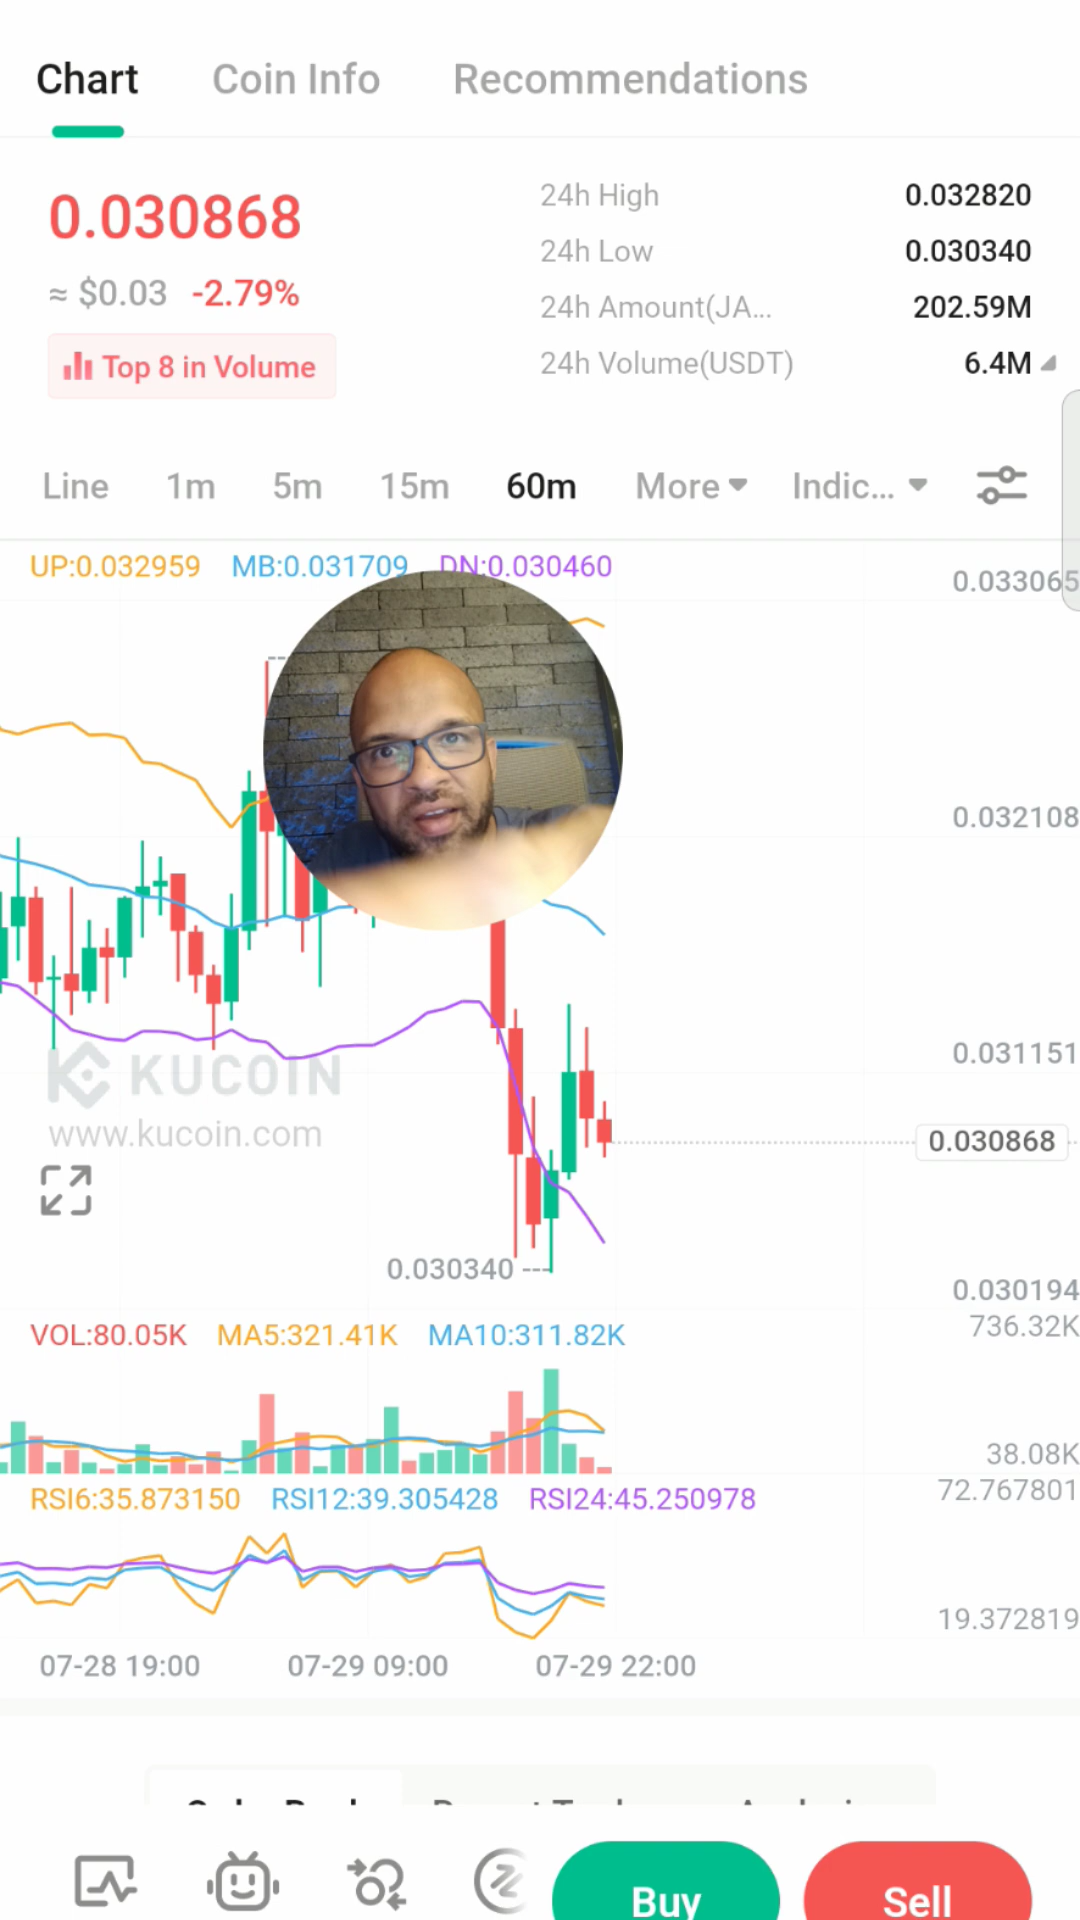 Chart Coin Info Recommendations
0.030868
≈ $0.03 -2.79%
Top 8 in Volume
24h High 0.032820
24h Low 0.030340
24h Amount(JA... 202.59M
24h Volume(USDT) 6.4M
Line 1m 5m 15m 60m More Indic...
UP:0.032959 MB:0.031709 DN:0.030460
0.033065
0.032108
0.031151
KUCOIN
www.kucoin.com
0.030868
0.030340
0.030194
VOL:80.05K MA5:321.41K MA10:311.82K
736.32K
38.08K
RSI6:35.873150 RSI12:39.305428 RSI24:45.250978
72.767801
19.372819
07-28 19:00 07-29 09:00 07-29 22:00
Buy Sell